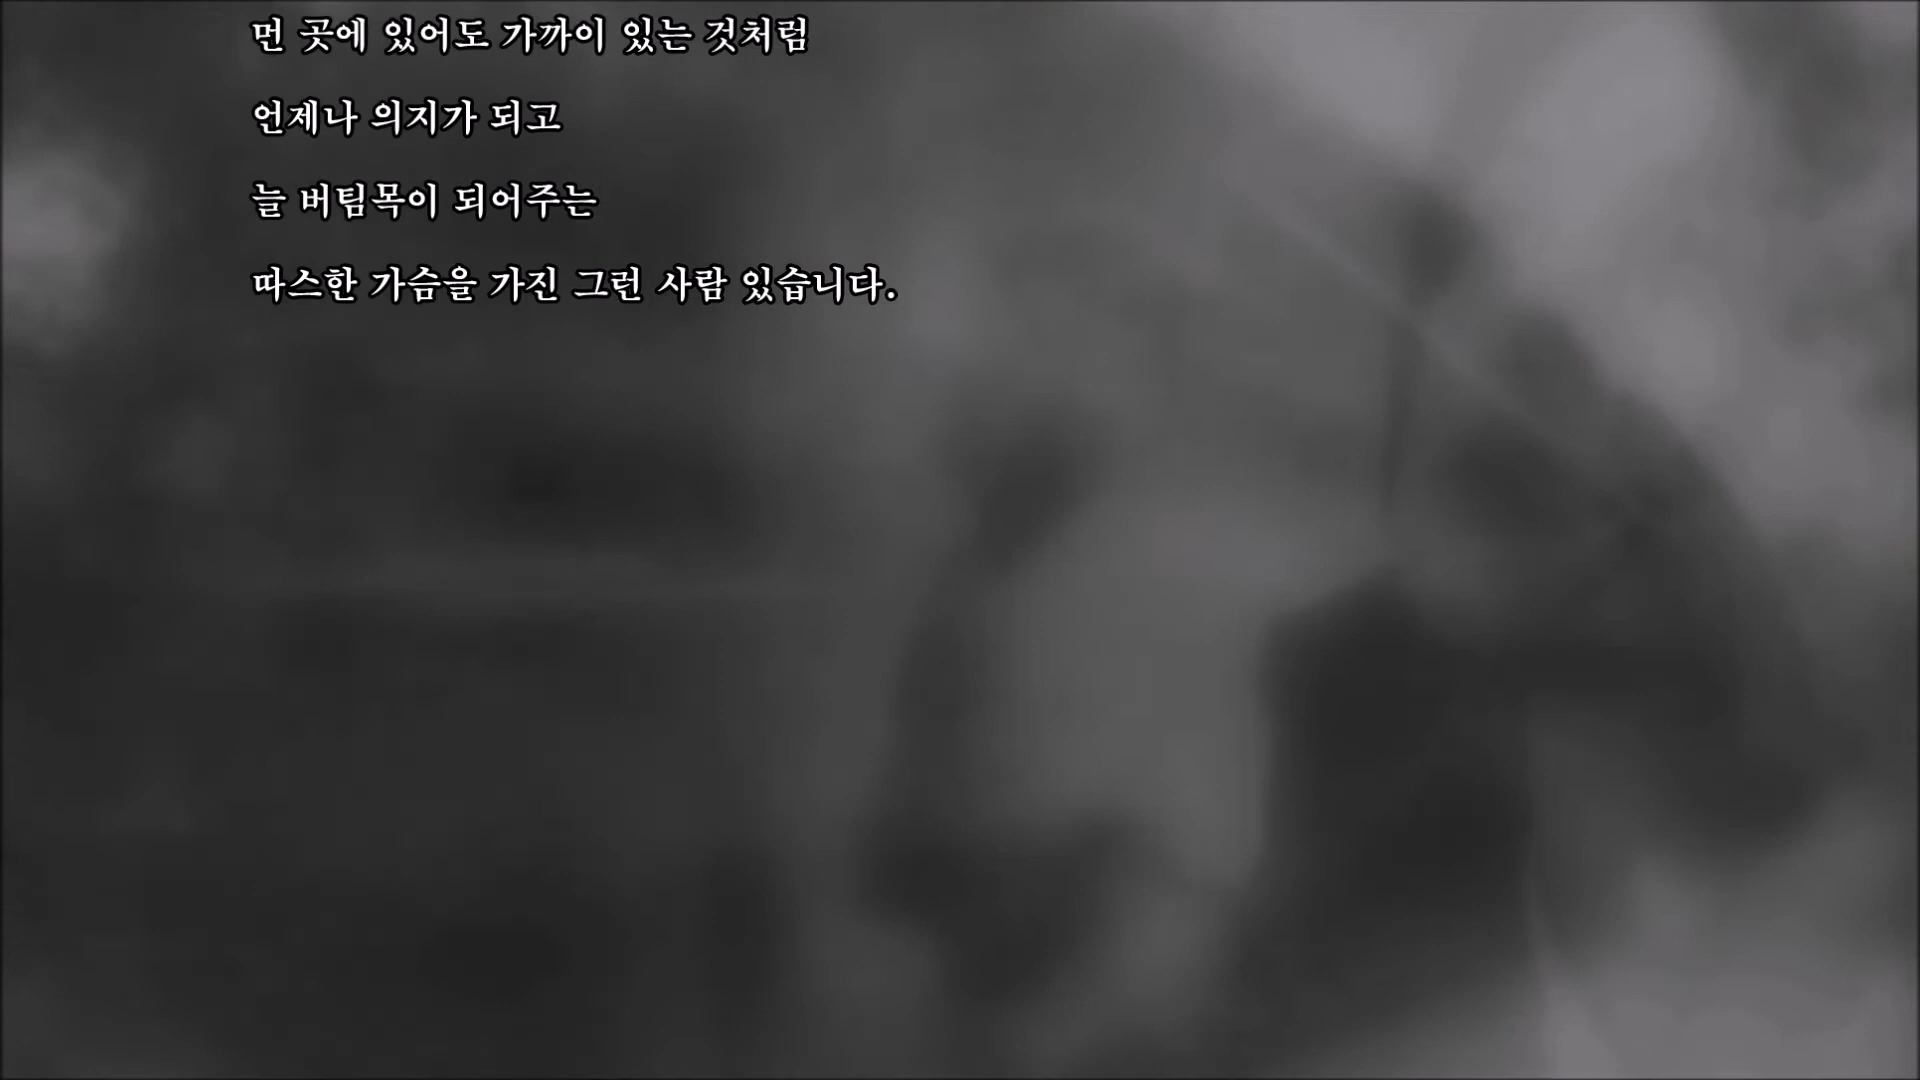 먼 곳에 있어도 가까이 있는 것처럼
언제나 의지가 되고
늘 버팀목이 되어주는
따스한 가슴을 가진 그런 사람 있습니다.